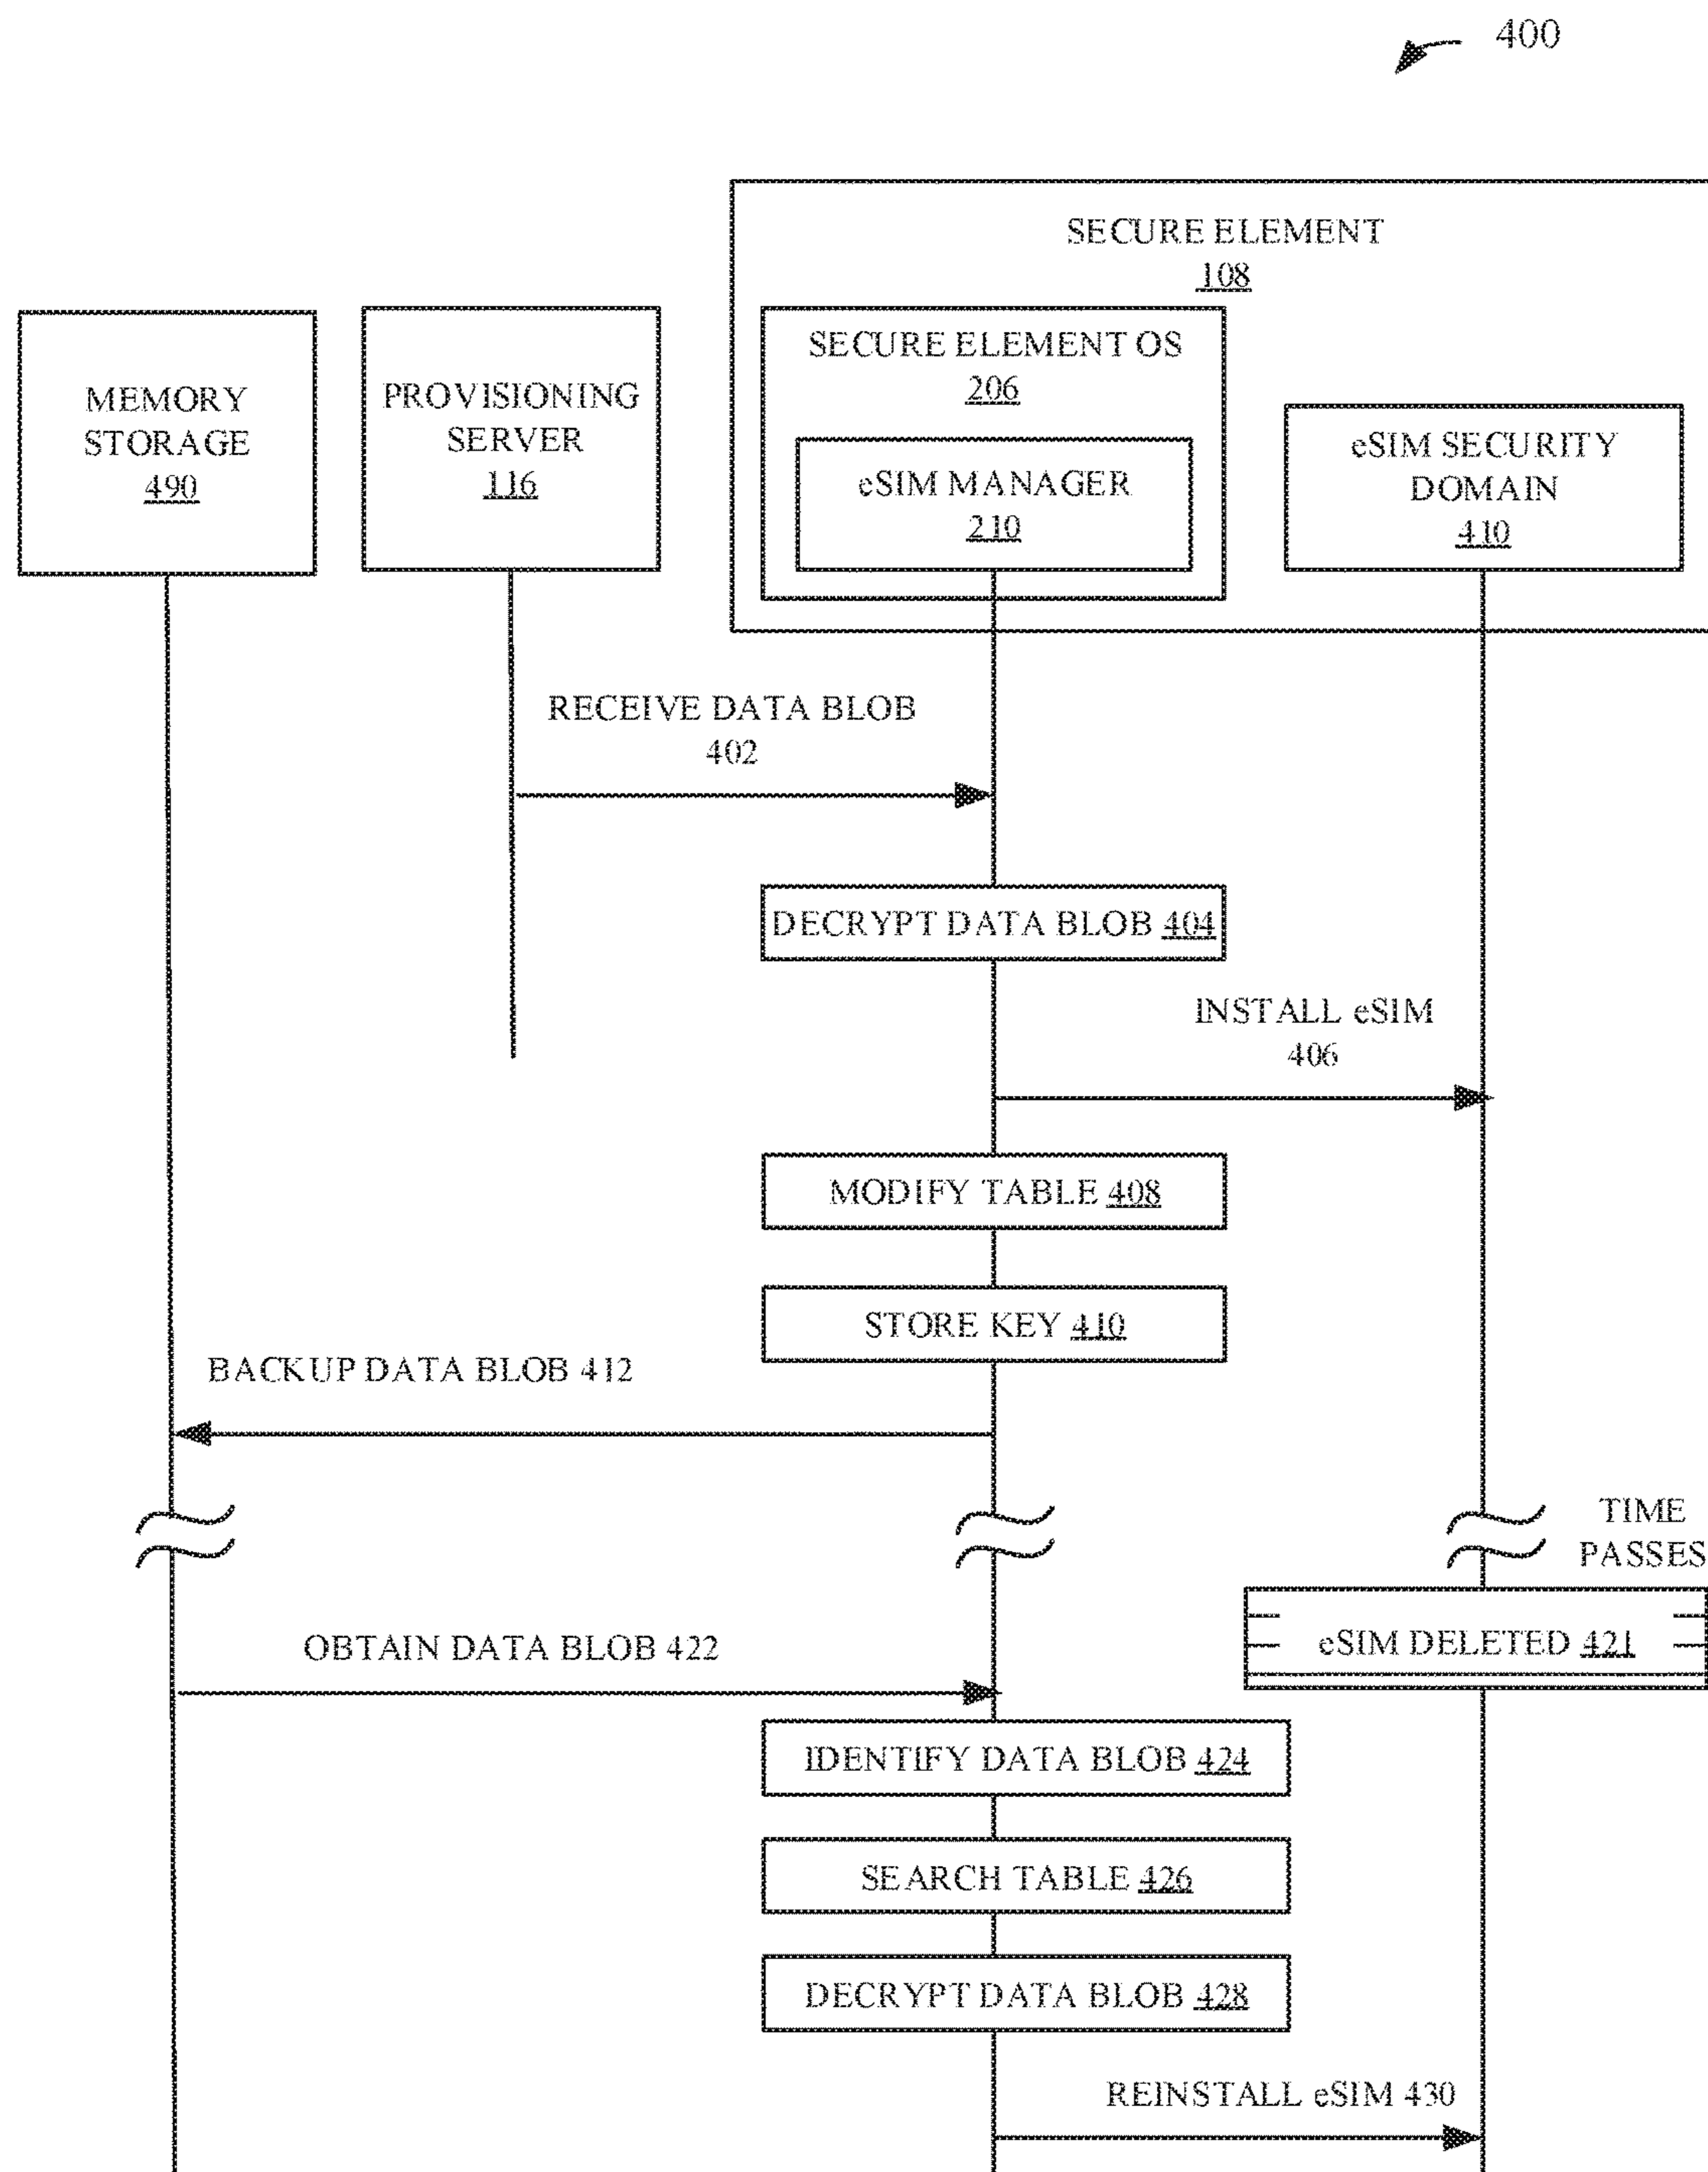 400
SECURE ELEMENT
108
MEMORY
STORAGE
490
PROVISIONING
SERVER
116
SECURE ELEMENT OS
206
eSIM MANAGER
210
eSIM SECURITY
DOMAIN
410
RECEIVE DATA BLOB
402
DECRYPT DATA BLOB 404
INSTALL eSIM
406
MODIFY TABLE 408
STORE KEY 410
BACKUP DATA BLOB 412
TIME
PASSES
eSIM DELETED 421
OBTAIN DATA BLOB 422
IDENTIFY DATA BLOB 424
SEARCH TABLE 426
DECRYPT DATA BLOB 428
REINSTALL eSIM 430